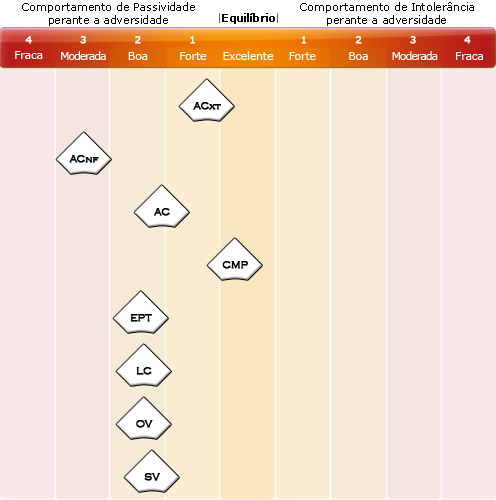 Comportamento de Passividade
perante a adversidade
|Equilíbrio|
Comportamento de Intolerância
perante a adversidade
4 3 2 1 1 2 3 4
Fraca Moderada Boa Forte Excelente Forte Boa Moderada Fraca
ACXT
ACNF
AC
CMP
EPT
LC
OV
SV